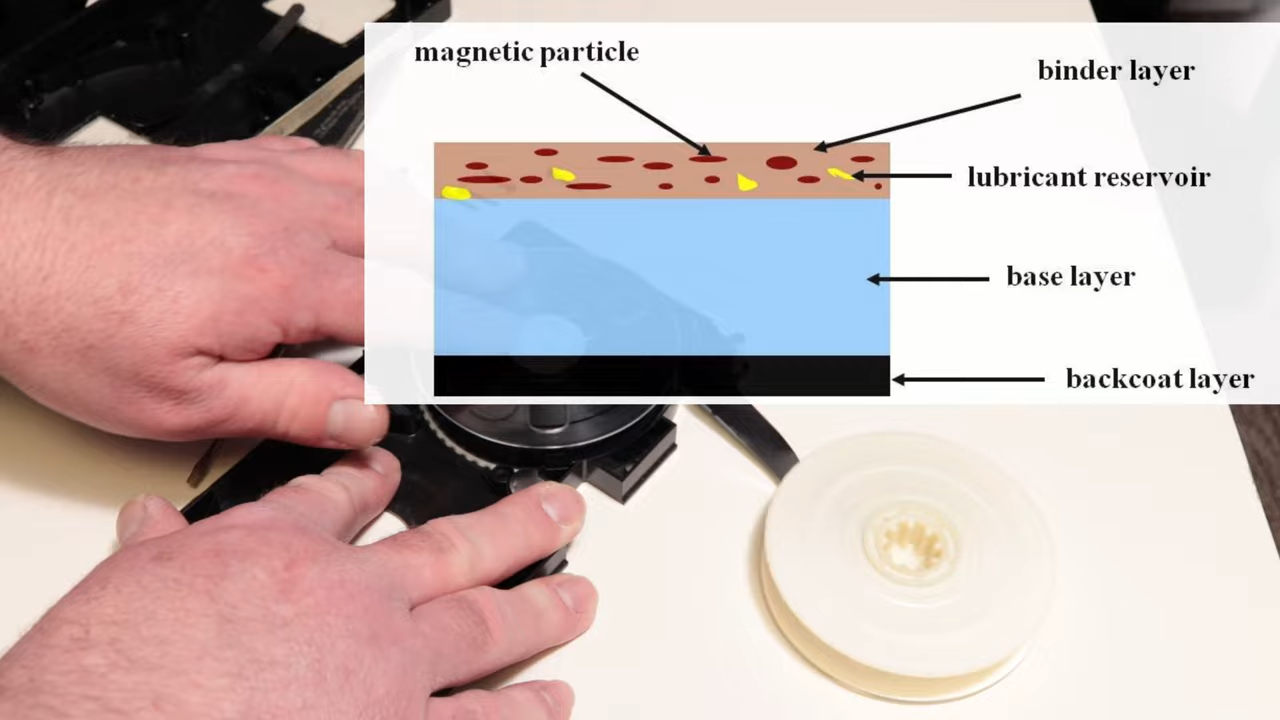 magnetic particle
binder layer
lubricant reservoir
base layer
backcoat layer